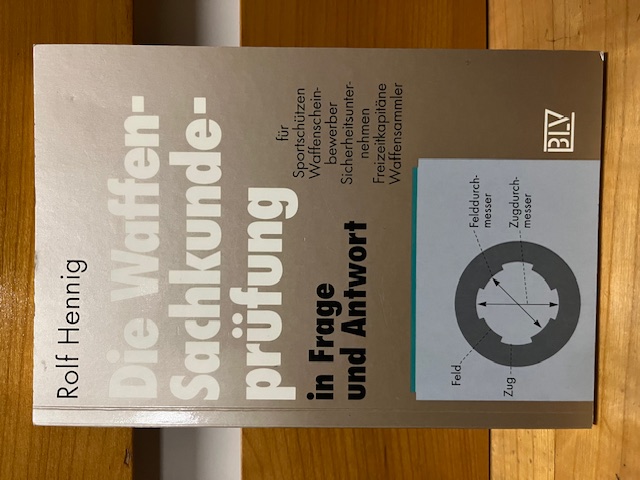 Rolf Hennig
Die Waffen-
Sachkunde-
prüfung
in Frage
und Antwort
für
Sportschützen
Waffenschein-
bewerber
Sicherheitsunter-
nehmen
Freizeitkapitäne
Waffensammler
Feld
Zug
Felddurch-
messer
Zugdurch-
messer
BLV